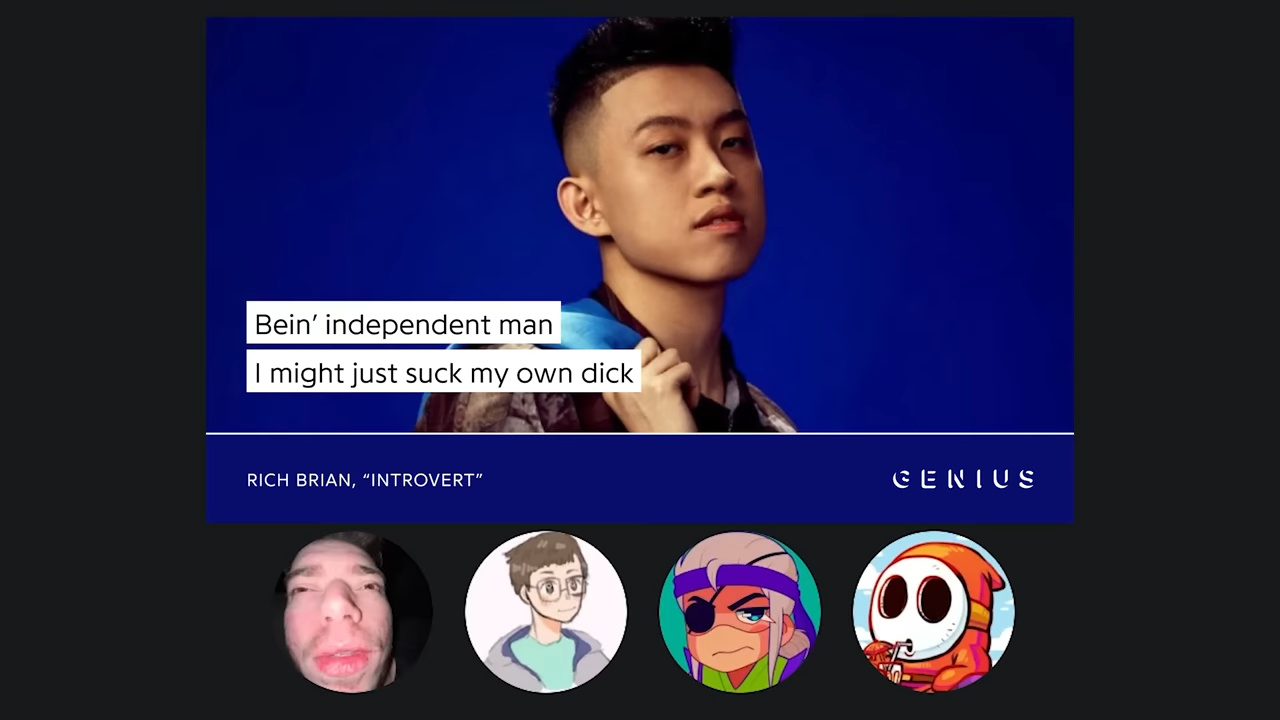 Bein’ independent man
I might just suck my own dick
RICH BRIAN, “INTROVERT”
GENIUS